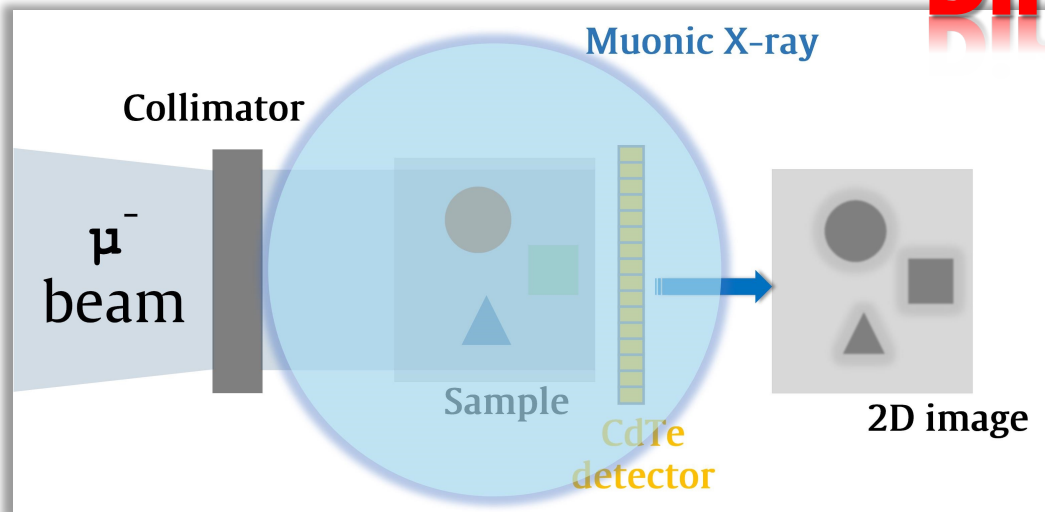 Muonic X-ray
Collimator
μ⁻
beam
Sample
CdTe
detector
2D image